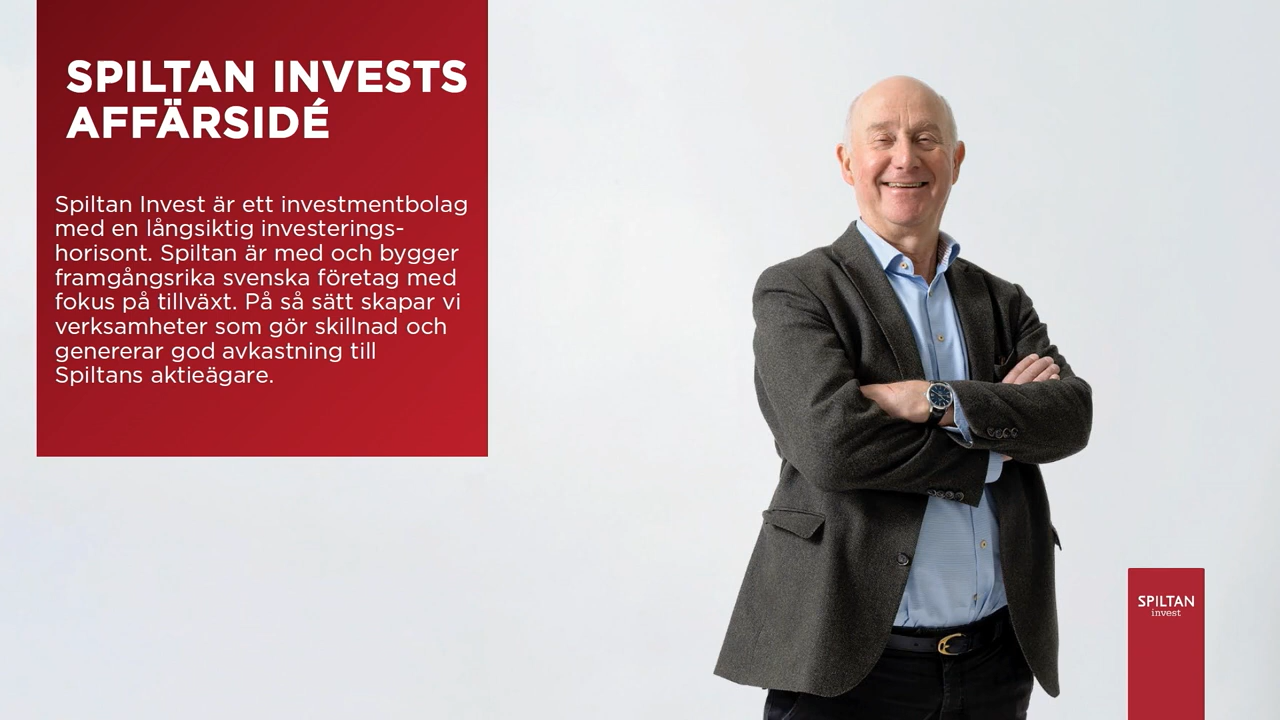 SPILTAN INVESTS
AFFÄRSIDÉ
Spiltan Invest är ett investmentbolag
med en långsiktig investerings-
horisont. Spiltan är med och bygger
framgångsrika svenska företag med
fokus på tillväxt. På så sätt skapar vi
verksamheter som gör skillnad och
genererar god avkastning till
Spiltans aktieägare.
SPILTAN
invest